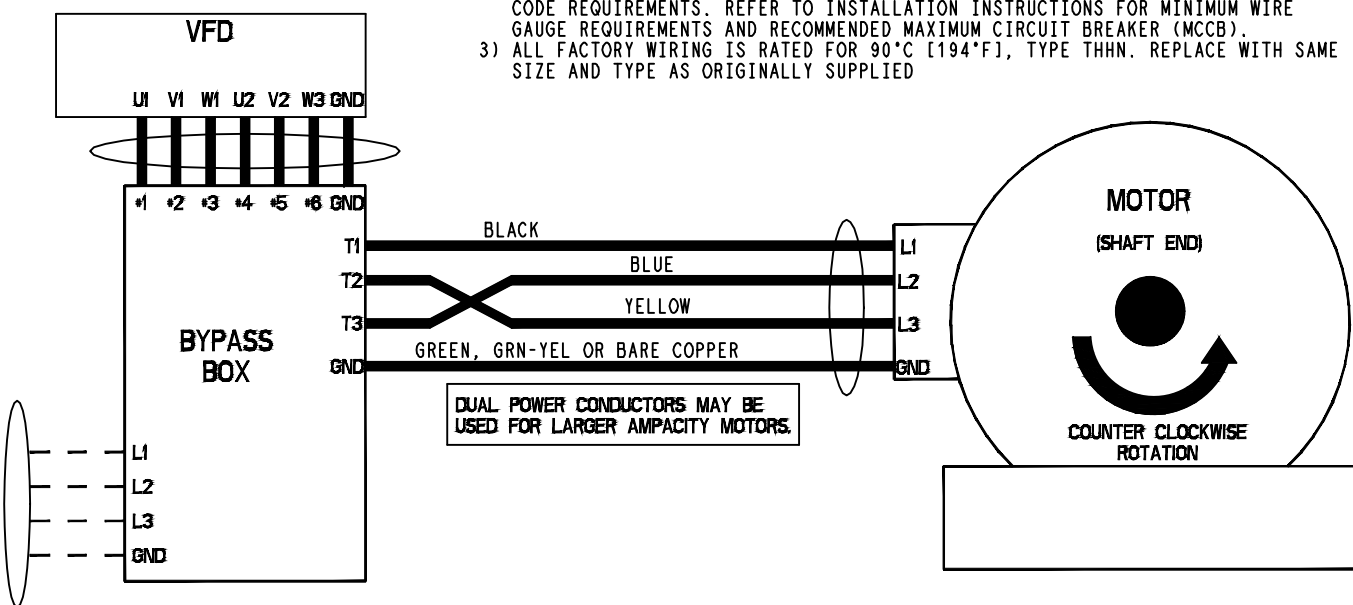 CODE REQUIREMENTS. REFER TO INSTALLATION INSTRUCTIONS FOR MINIMUM WIRE
GAUGE REQUIREMENTS AND RECOMMENDED MAXIMUM CIRCUIT BREAKER (MCCB).
3) ALL FACTORY WIRING IS RATED FOR 90°C [194°F], TYPE THHN. REPLACE WITH SAME
SIZE AND TYPE AS ORIGINALLY SUPPLIED
VFD
U1 V1 W1 U2 V2 W3 GND
#1 #2 #3 #4 #5 #6 GND
T1
T2
T3
GND
BYPASS
BOX
L1
L2
L3
GND
BLACK
BLUE
YELLOW
GREEN, GRN-YEL OR BARE COPPER
DUAL POWER CONDUCTORS MAY BE
USED FOR LARGER AMPACITY MOTORS.
L1
L2
L3
GND
MOTOR
(SHAFT END)
COUNTER CLOCKWISE
ROTATION